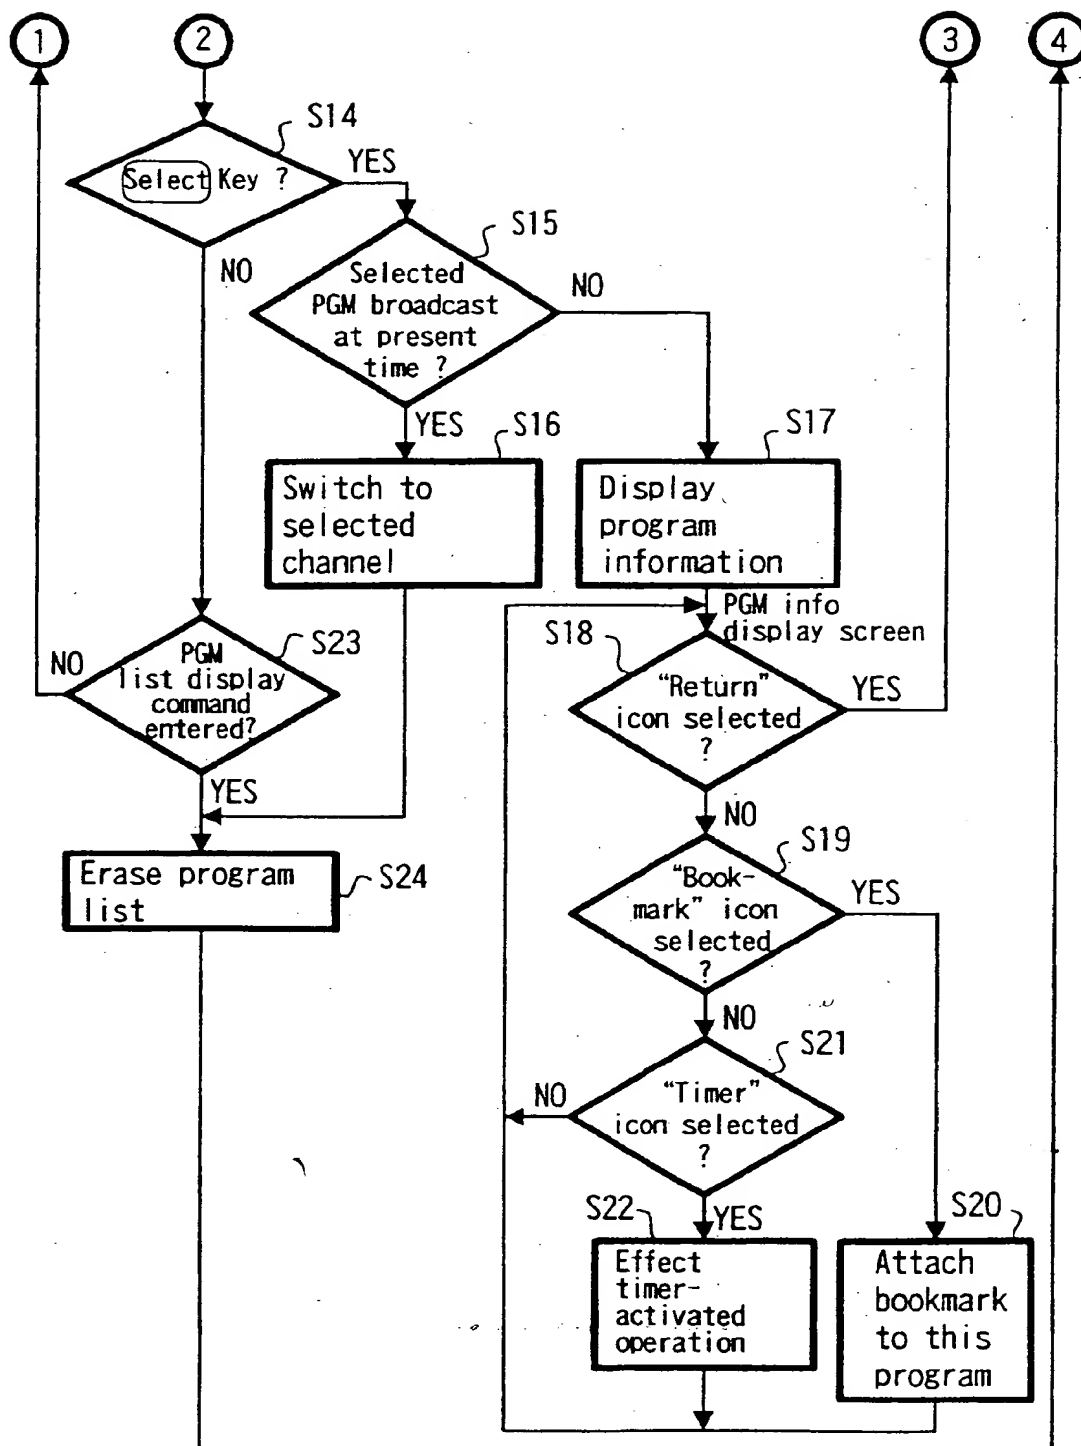 1
2
3
4
S14
Select Key ?
YES
NO
S15
Selected
PGM broadcast
at present
time ?
NO
YES
S16
Switch to
selected
channel
S17
Display
program
information
PGM info
display screen
S18
"Return"
icon selected
?
YES
NO
S23
PGM
list display
command
entered?
NO
YES
Erase program
list
S24
S19
"Book-
mark" icon
selected
?
YES
NO
S21
"Timer"
icon selected
?
NO
YES
S22
Effect
timer-
activated
operation
S20
Attach
bookmark
to this
program